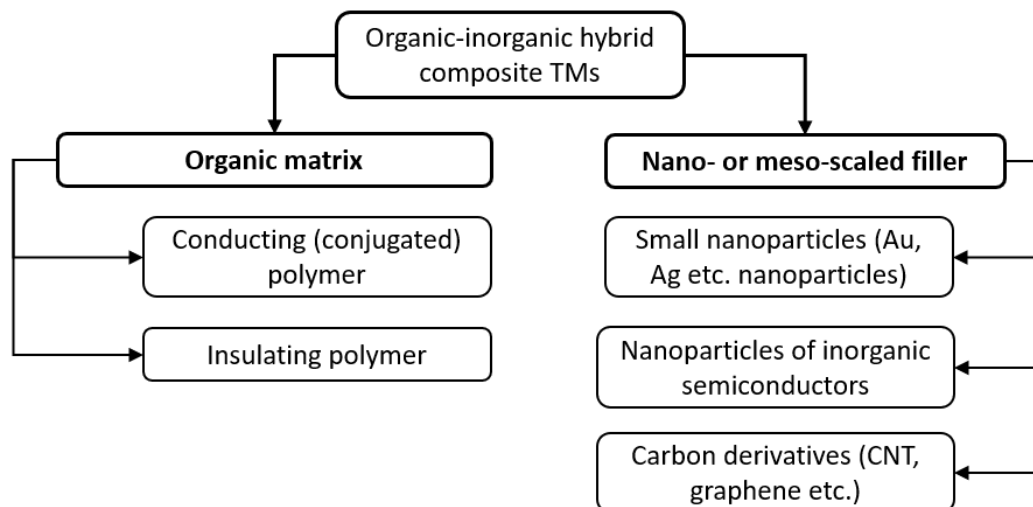 Organic-inorganic hybrid
composite TMs
Organic matrix
Conducting (conjugated)
polymer
Insulating polymer
Nano- or meso-scaled filler
Small nanoparticles (Au,
Ag etc. nanoparticles)
Nanoparticles of inorganic
semiconductors
Carbon derivatives (CNT,
graphene etc.)